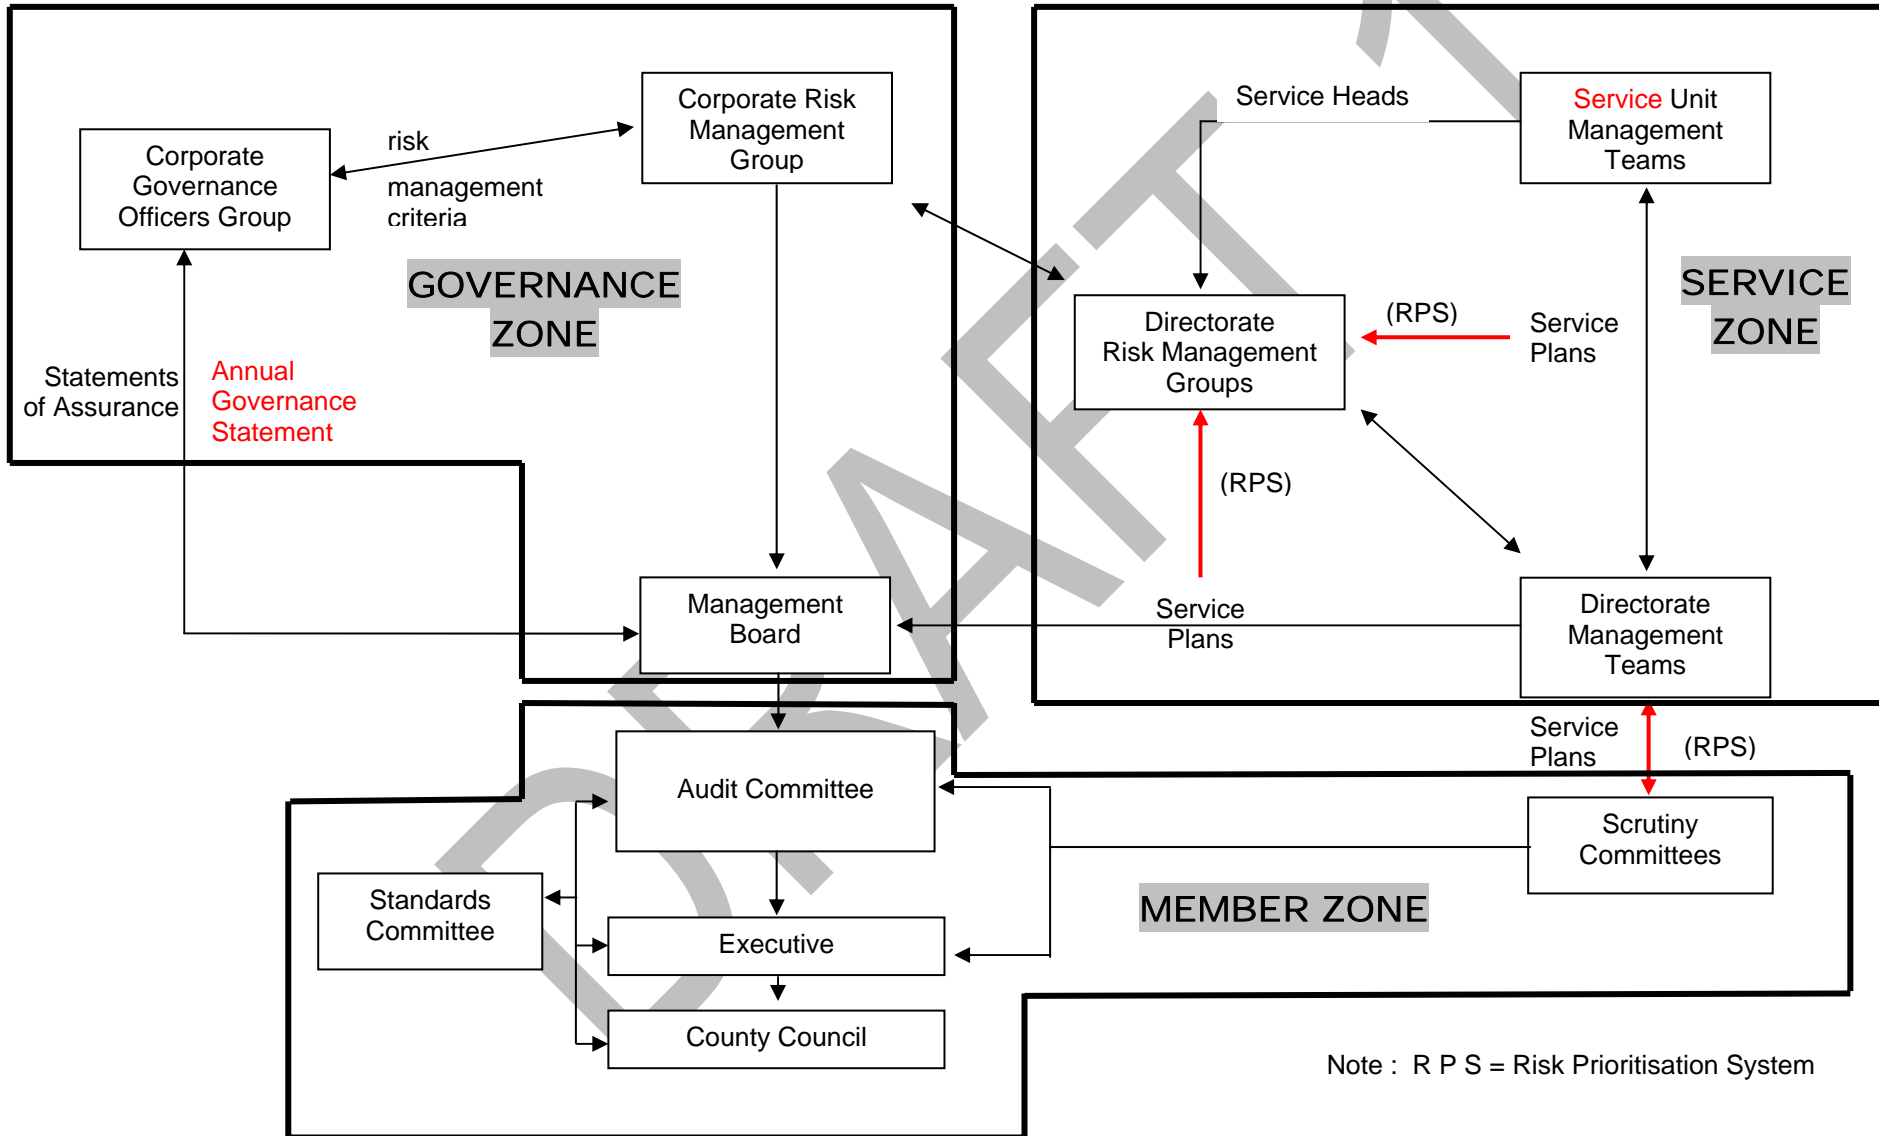 Corporate Risk
Management
Group
Corporate
Governance
Officers Group
risk
management
criteria
GOVERNANCE
ZONE
Statements
of Assurance
Annual
Governance
Statement
Management
Board
Service Heads
Service Unit
Management
Teams
SERVICE
ZONE
Directorate
Risk Management
Groups
(RPS)
Service
Plans
(RPS)
Service
Plans
Directorate
Management
Teams
Service
Plans
(RPS)
Audit Committee
Scrutiny
Committees
Standards
Committee
MEMBER ZONE
Executive
County Council
Note : R P S = Risk Prioritisation System
DRAFT 1